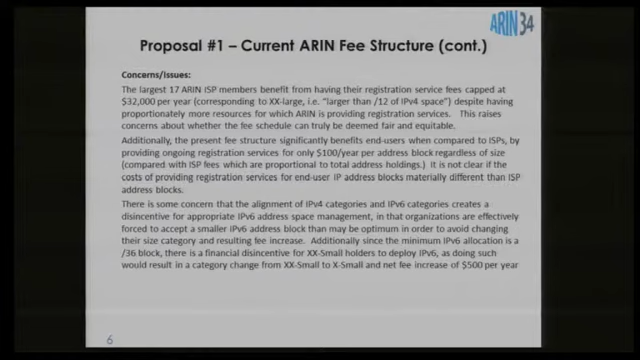 ARIN34
Proposal #1 – Current ARIN Fee Structure (cont.)
Concerns/Issues:
The largest 17 ARIN ISP members benefit from having their registration service fees capped at
$32,000 per year (corresponding to XX-large, i.e. "larger than /12 of IPv4 space") despite having
proportionately more resources for which ARIN is providing registration services. This raises
concerns about whether the fee schedule can truly be deemed fair and equitable.
Additionally, the present fee structure significantly benefits end-users when compared to ISPs, by
providing ongoing registration services for only $100/year per address block regardless of size
(compared with ISP fees which are proportional to total address holdings.) It is not clear if the
costs of providing registration services for end-user IP address blocks materially different than ISP
address blocks.
There is some concern that the alignment of IPv4 categories and IPv6 categories creates a
disincentive for appropriate IPv6 address space management, in that organizations are effectively
forced to accept a smaller IPv6 address block than may be optimum in order to avoid changing
their size category and resulting fee increase. Additionally since the minimum IPv6 allocation is a
/36 block, there is a financial disincentive for XX-Small holders to deploy IPv6, as doing such
would result in a category change from XX-Small to X-Small and net fee increase of $500 per year
6